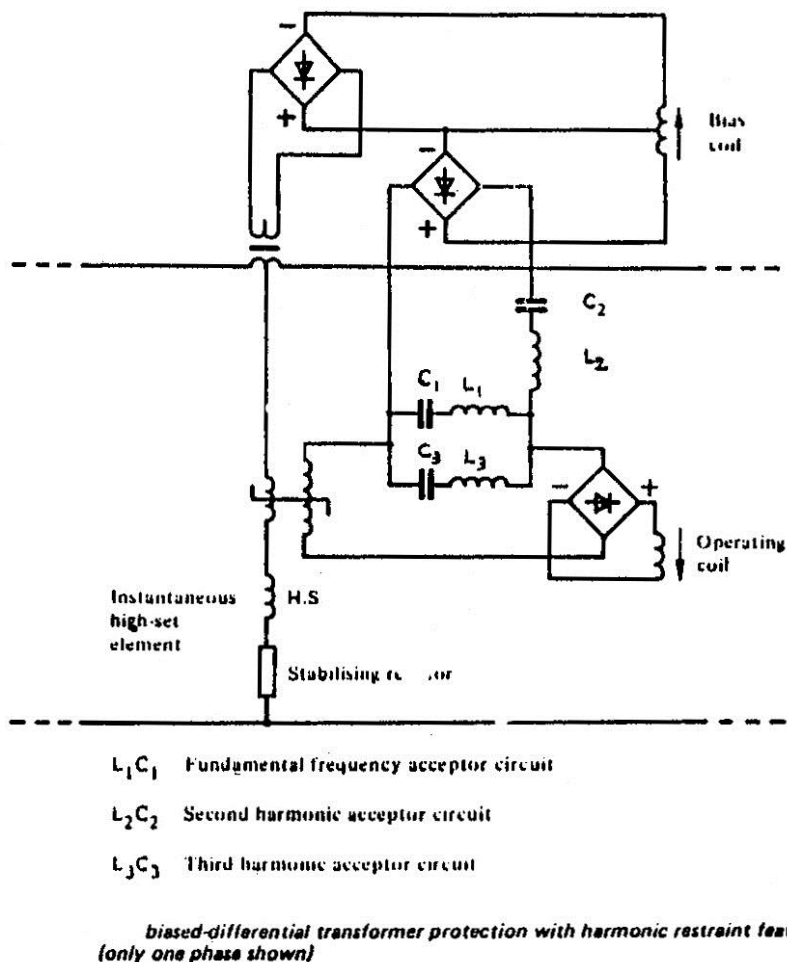 −
+
Bias
coil
−
+
C2
L2
C1 L1
C3 L3
− +
Operating
coil
Instantaneous
high-set
element
H.S
Stabilising
L1C1 Fundamental frequency acceptor circuit
L2C2 Second harmonic acceptor circuit
L3C3 Third harmonic acceptor circuit
biased-differential transformer protection with harmonic restraint
(only one phase shown)